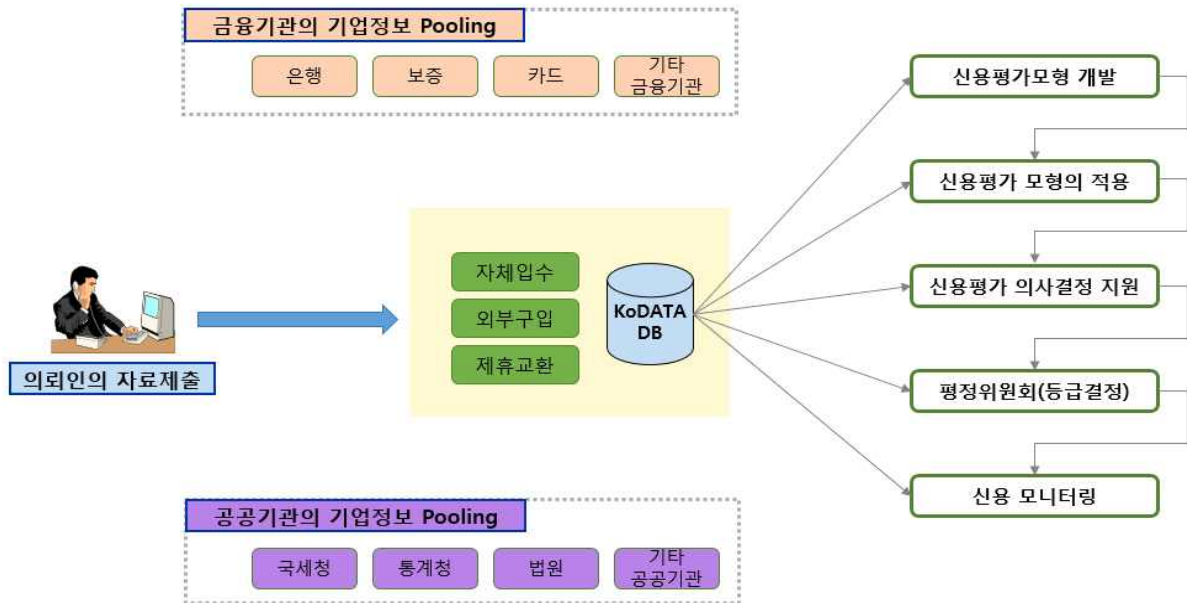 금융기관의 기업정보 Pooling
은행
보증
카드
기타
금융기관
신용평가모형 개발
신용평가 모형의 적용
자체입수
외부구입
제휴교환
KoDATA
DB
신용평가 의사결정 지원
의뢰인의 자료제출
평정위원회(등급결정)
신용 모니터링
공공기관의 기업정보 Pooling
국세청
통계청
법원
기타
공공기관